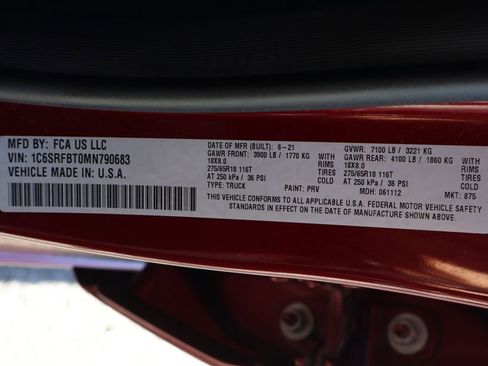 MFD BY: FCA US LLC
VIN: 1C6SRFBT0MN790683
VEHICLE MADE IN: U.S.A.
DATE OF MFR (BUILT): 6-21
GVWR: 7100 LB / 3221 KG
GAWR FRONT: 3900 LB / 1770 KG
WITH
GAWR REAR: 4100 LB / 1860 KG
WITH
18X8.0
RIMS
18X8.0
RIMS
275/65R18 116T
TIRES
275/65R18 116T
TIRES
AT 250 kPa / 36 PSI
COLD
AT 250 kPa / 36 PSI
COLD
TYPE: TRUCK
PAINT: PRV
MDH: 061112
MKT: 875
THIS VEHICLE CONFORMS TO ALL APPLICABLE U.S.A. FEDERAL MOTOR VEHICLE SAFETY
STANDARDS IN EFFECT ON THE DATE OF MANUFACTURE SHOWN ABOVE.